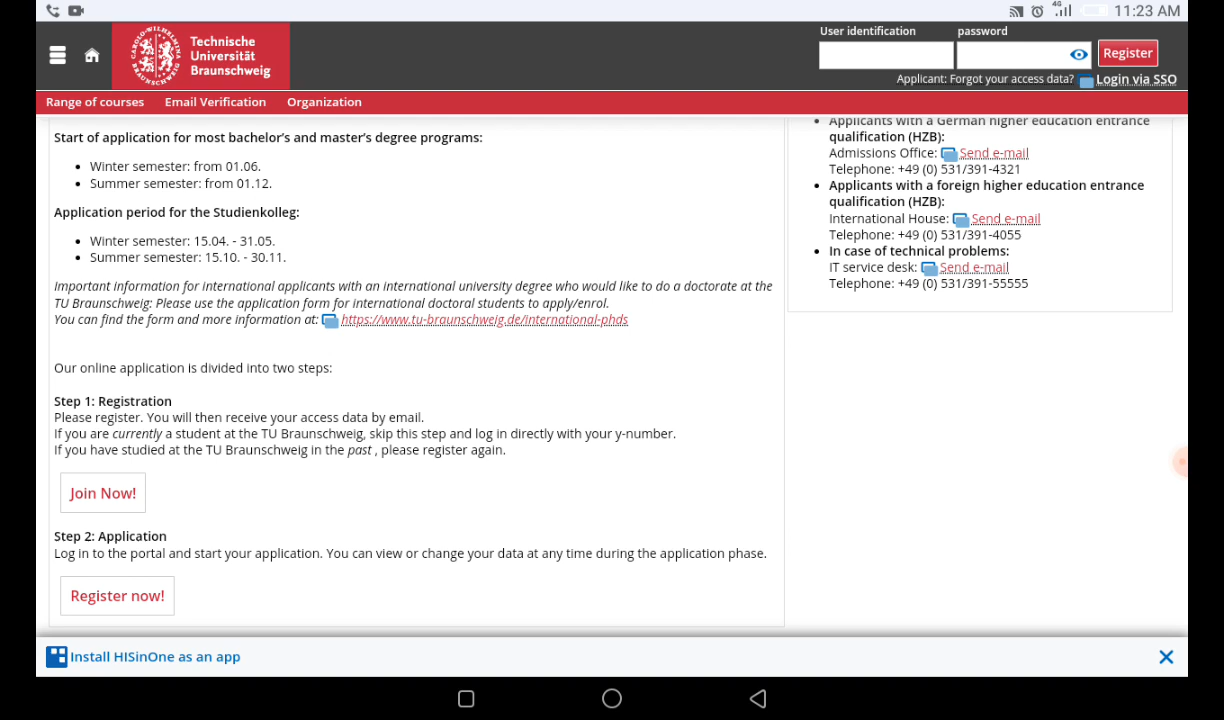 4G 11:23 AM
User identification password
Technische
Universität
Braunschweig
CAROLO-WILHELMINA
BRAUNSCHWEIG
Register
Applicant: Forgot your access data? Login via SSO
Range of courses Email Verification Organization
Start of application for most bachelor's and master's degree programs:
• Winter semester: from 01.06.
• Summer semester: from 01.12.
Application period for the Studienkolleg:
• Winter semester: 15.04. - 31.05.
• Summer semester: 15.10. - 30.11.
Important information for international applicants with an international university degree who would like to do a doctorate at the
TU Braunschweig: Please use the application form for international doctoral students to apply/enrol.
You can find the form and more information at: https://www.tu-braunschweig.de/international-phds
Our online application is divided into two steps:
Step 1: Registration
Please register. You will then receive your access data by email.
If you are currently a student at the TU Braunschweig, skip this step and log in directly with your y-number.
If you have studied at the TU Braunschweig in the past , please register again.
Join Now!
Step 2: Application
Log in to the portal and start your application. You can view or change your data at any time during the application phase.
Register now!
• Applicants with a German higher education entrance
qualification (HZB):
Admissions Office: Send e-mail
Telephone: +49 (0) 531/391-4321
• Applicants with a foreign higher education entrance
qualification (HZB):
International House: Send e-mail
Telephone: +49 (0) 531/391-4055
• In case of technical problems:
IT service desk: Send e-mail
Telephone: +49 (0) 531/391-55555
Install HISinOne as an app